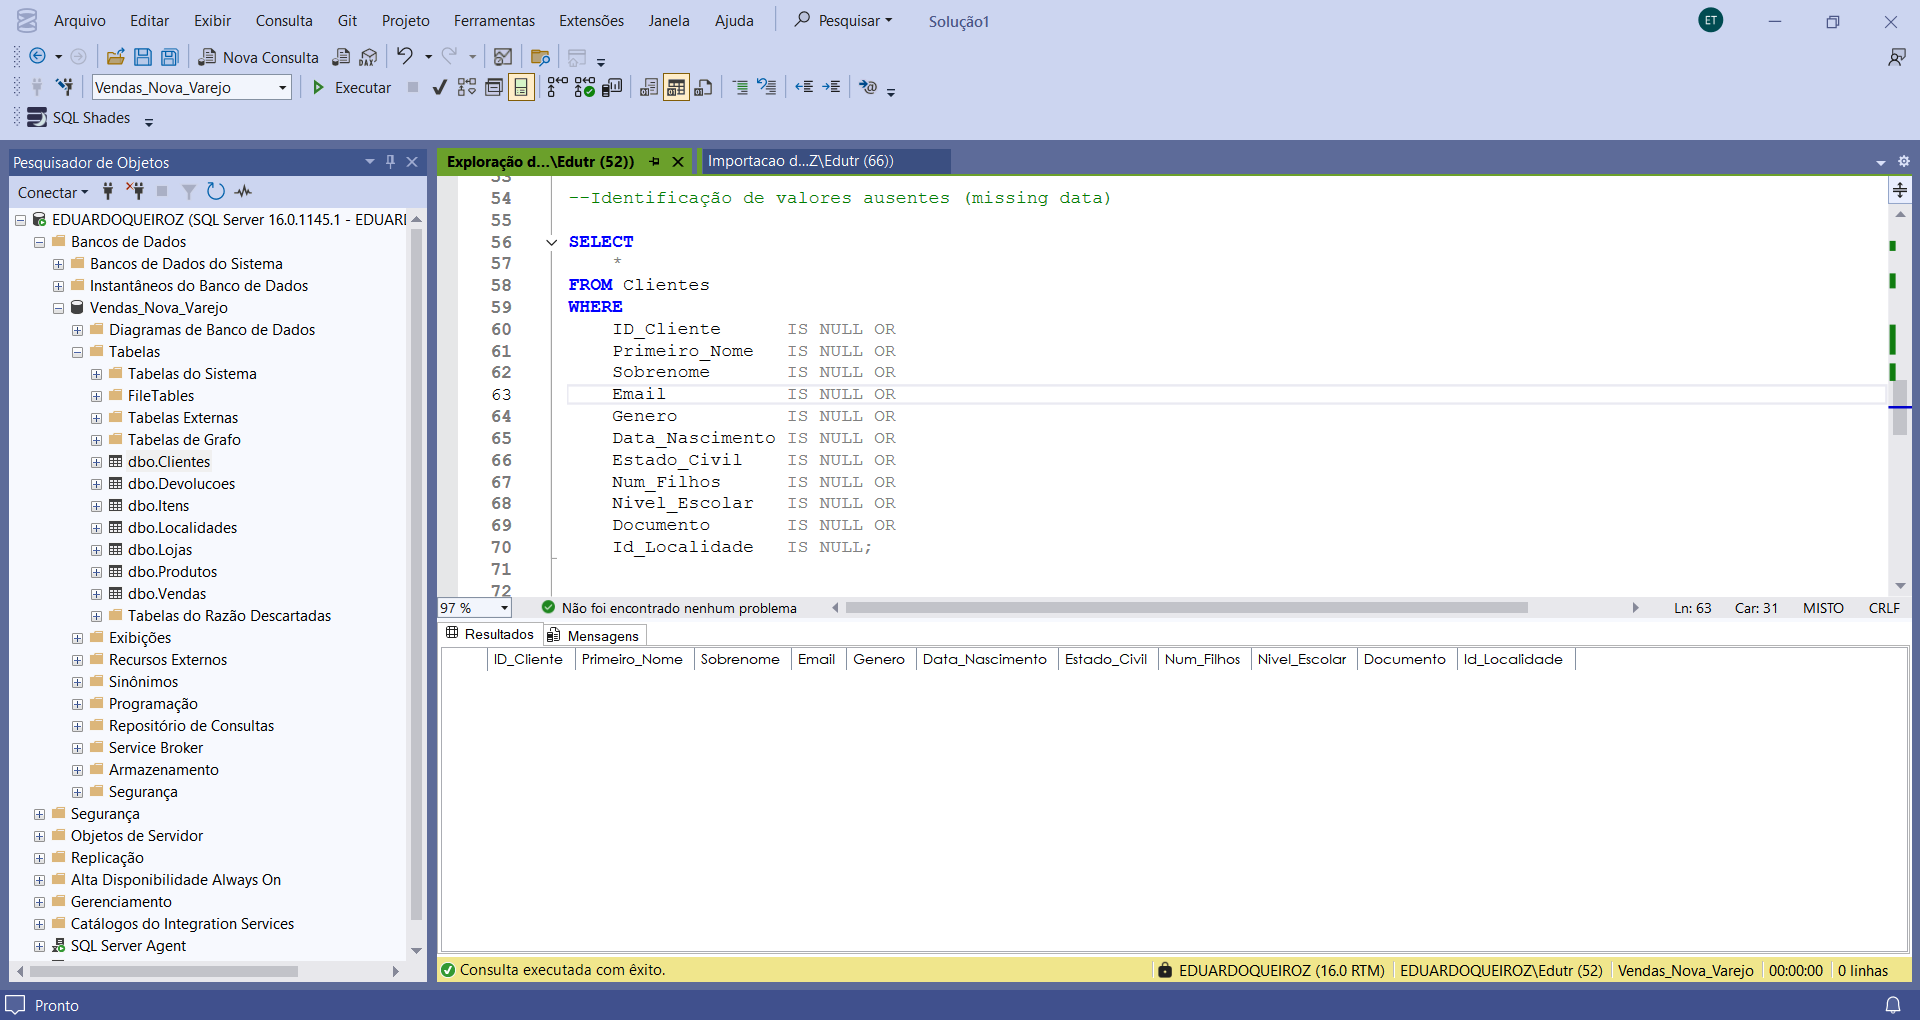 Arquivo Editar Exibir Consulta Git Projeto Ferramentas Extensões Janela Ajuda Pesquisar Solução1 ET
Nova Consulta DAX
Vendas_Nova_Varejo Executar
SQL Shades
Pesquisador de Objetos
Conectar
EDUARDOQUEIROZ (SQL Server 16.0.1145.1 - EDUARI
Bancos de Dados
Bancos de Dados do Sistema
Instantâneos do Banco de Dados
Vendas_Nova_Varejo
Diagramas de Banco de Dados
Tabelas
Tabelas do Sistema
FileTables
Tabelas Externas
Tabelas de Grafo
dbo.Clientes
dbo.Devolucoes
dbo.Itens
dbo.Localidades
dbo.Lojas
dbo.Produtos
dbo.Vendas
Tabelas do Razão Descartadas
Exibições
Recursos Externos
Sinônimos
Programação
Repositório de Consultas
Service Broker
Armazenamento
Segurança
Segurança
Objetos de Servidor
Replicação
Alta Disponibilidade Always On
Gerenciamento
Catálogos do Integration Services
SQL Server Agent
Exploração d...\Edutr (52)) Importacao d...Z\Edutr (66))
53
54 --Identificação de valores ausentes (missing data)
55
56 SELECT
57 *
58 FROM Clientes
59 WHERE
60 ID_Cliente IS NULL OR
61 Primeiro_Nome IS NULL OR
62 Sobrenome IS NULL OR
63 Email IS NULL OR
64 Genero IS NULL OR
65 Data_Nascimento IS NULL OR
66 Estado_Civil IS NULL OR
67 Num_Filhos IS NULL OR
68 Nivel_Escolar IS NULL OR
69 Documento IS NULL OR
70 Id_Localidade IS NULL;
71
72
97 % Não foi encontrado nenhum problema Ln: 63 Car: 31 MISTO CRLF
Resultados Mensagens
ID_Cliente Primeiro_Nome Sobrenome Email Genero Data_Nascimento Estado_Civil Num_Filhos Nivel_Escolar Documento Id_Localidade
Consulta executada com êxito. EDUARDOQUEIROZ (16.0 RTM) EDUARDOQUEIROZ\Edutr (52) Vendas_Nova_Varejo 00:00:00 0 linhas
Pronto